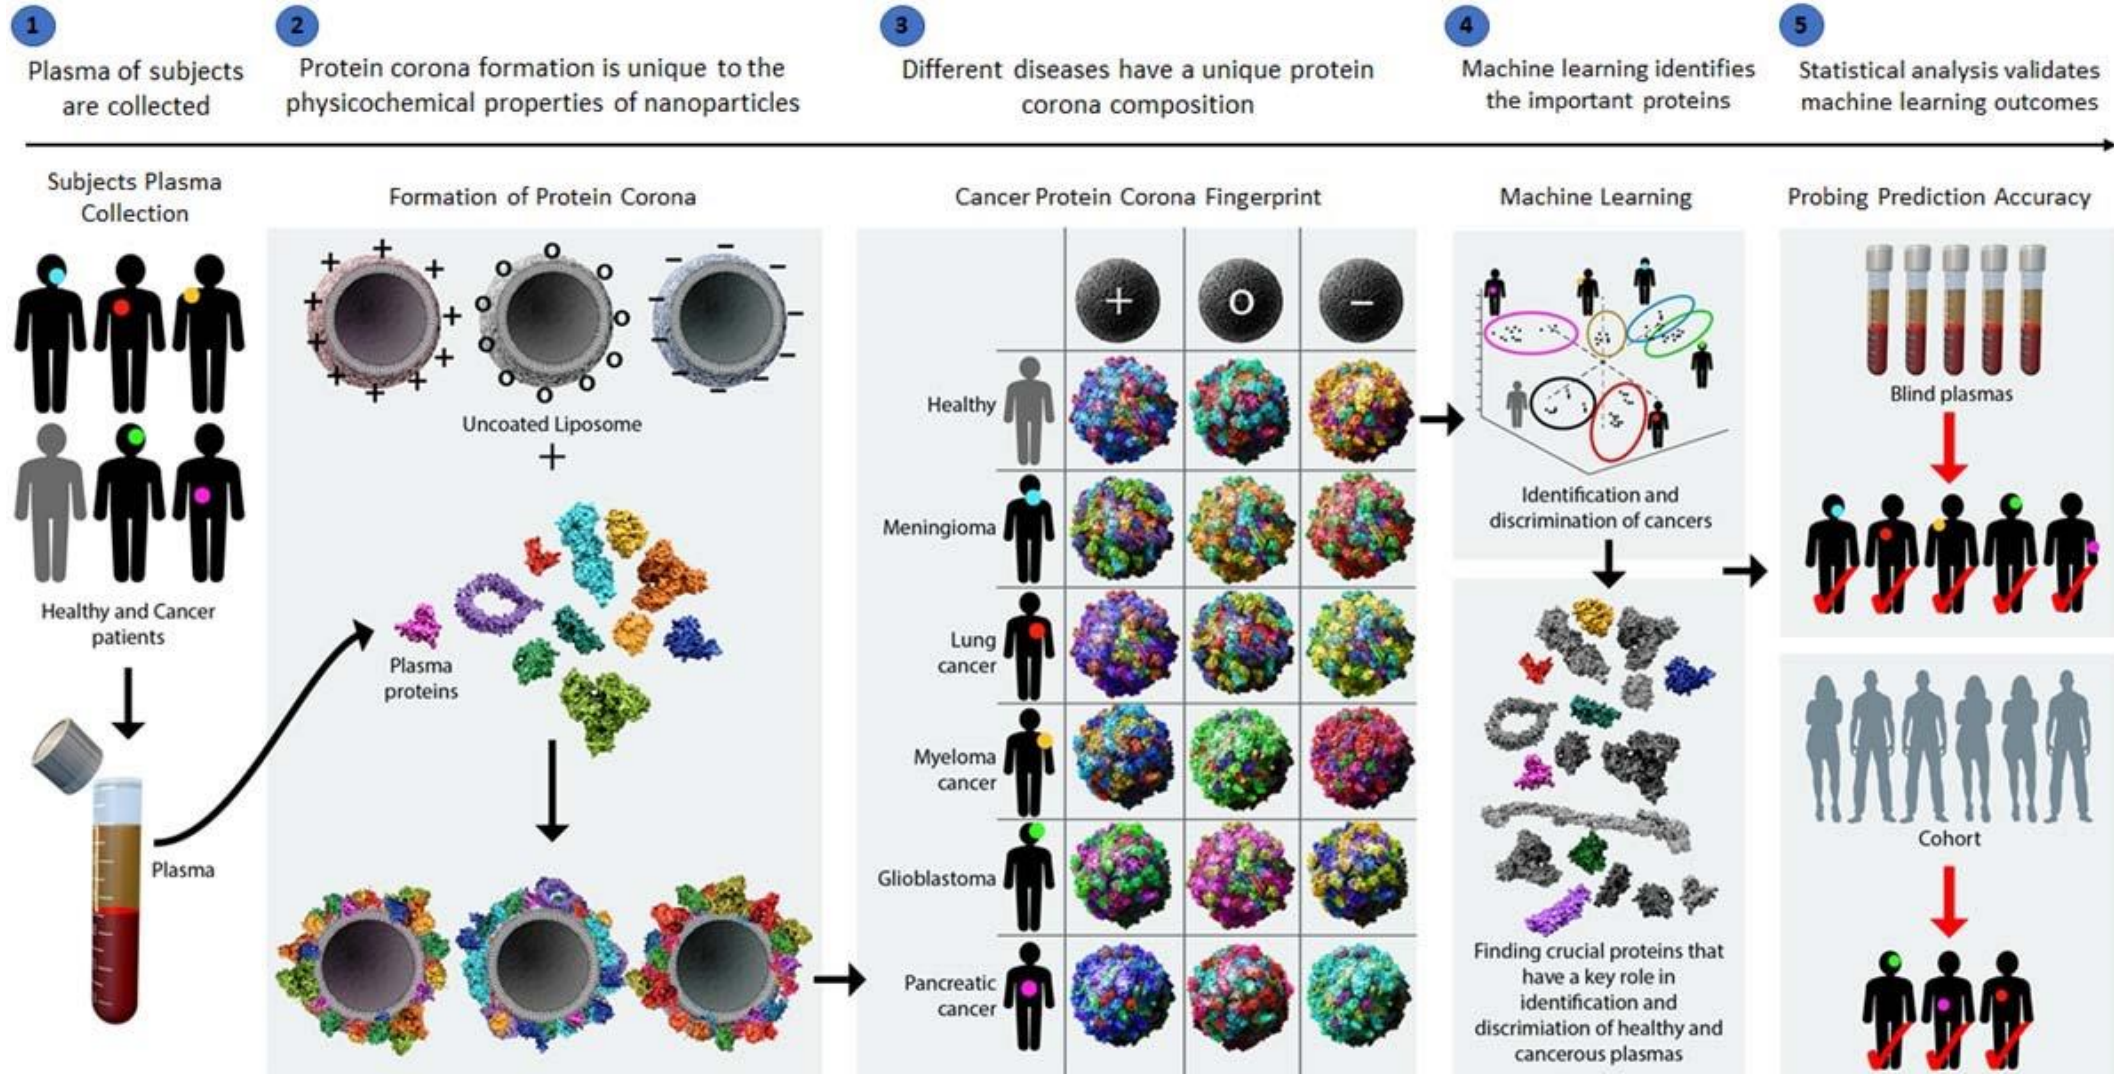 1
Plasma of subjects
are collected
2
Protein corona formation is unique to the
physicochemical properties of nanoparticles
3
Different diseases have a unique protein
corona composition
4
Machine learning identifies
the important proteins
5
Statistical analysis validates
machine learning outcomes
Subjects Plasma
Collection
Healthy and Cancer
patients
Plasma
Formation of Protein Corona
+ + + + + + + + + + +
o o o o o o o o o o o
− − − − − − − − −
Uncoated Liposome
+
Plasma
proteins
Cancer Protein Corona Fingerprint
+ o −
Healthy
Meningioma
Lung
cancer
Myeloma
cancer
Glioblastoma
Pancreatic
cancer
Machine Learning
Identification and
discrimination of cancers
Finding crucial proteins that
have a key role in
identification and
discrimiation of healthy and
cancerous plasmas
Probing Prediction Accuracy
Blind plasmas
Cohort